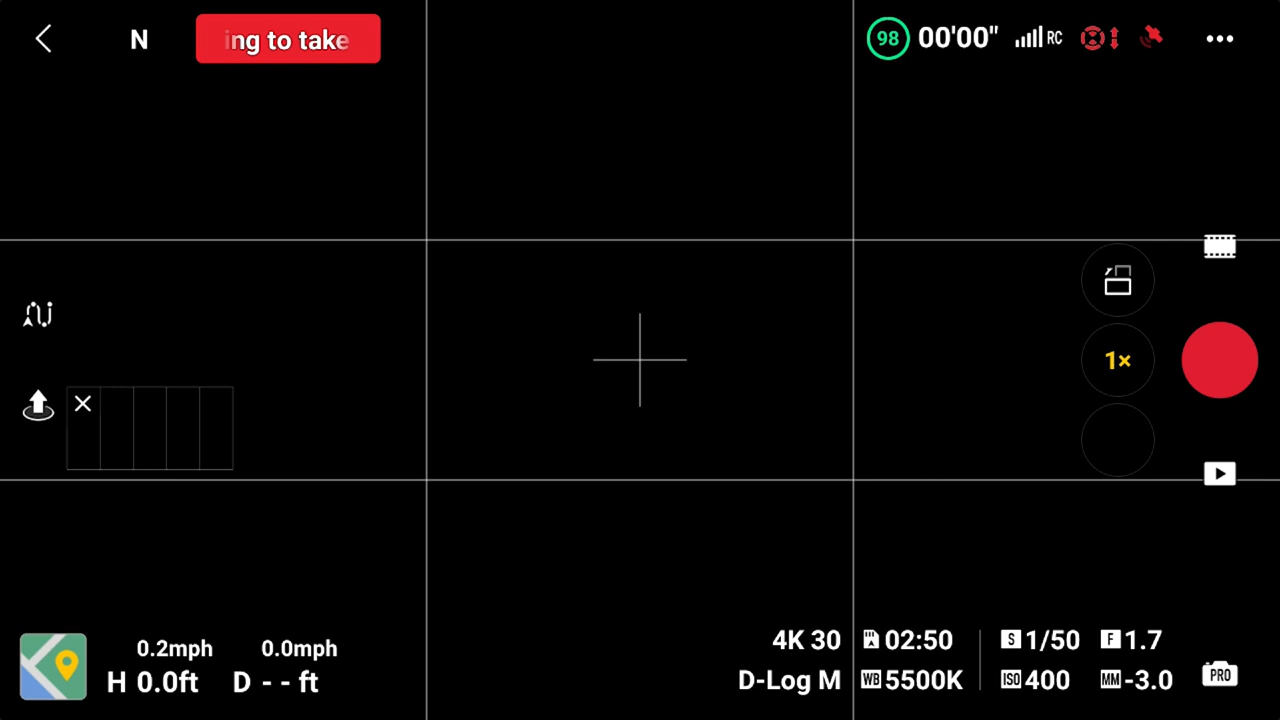 N
ing to take
98 00'00" RC
1×
0.2mph 0.0mph
H 0.0ft D - - ft
4K 30 02:50 S 1/50 F 1.7
D-Log M WB 5500K ISO 400 MM -3.0
PRO